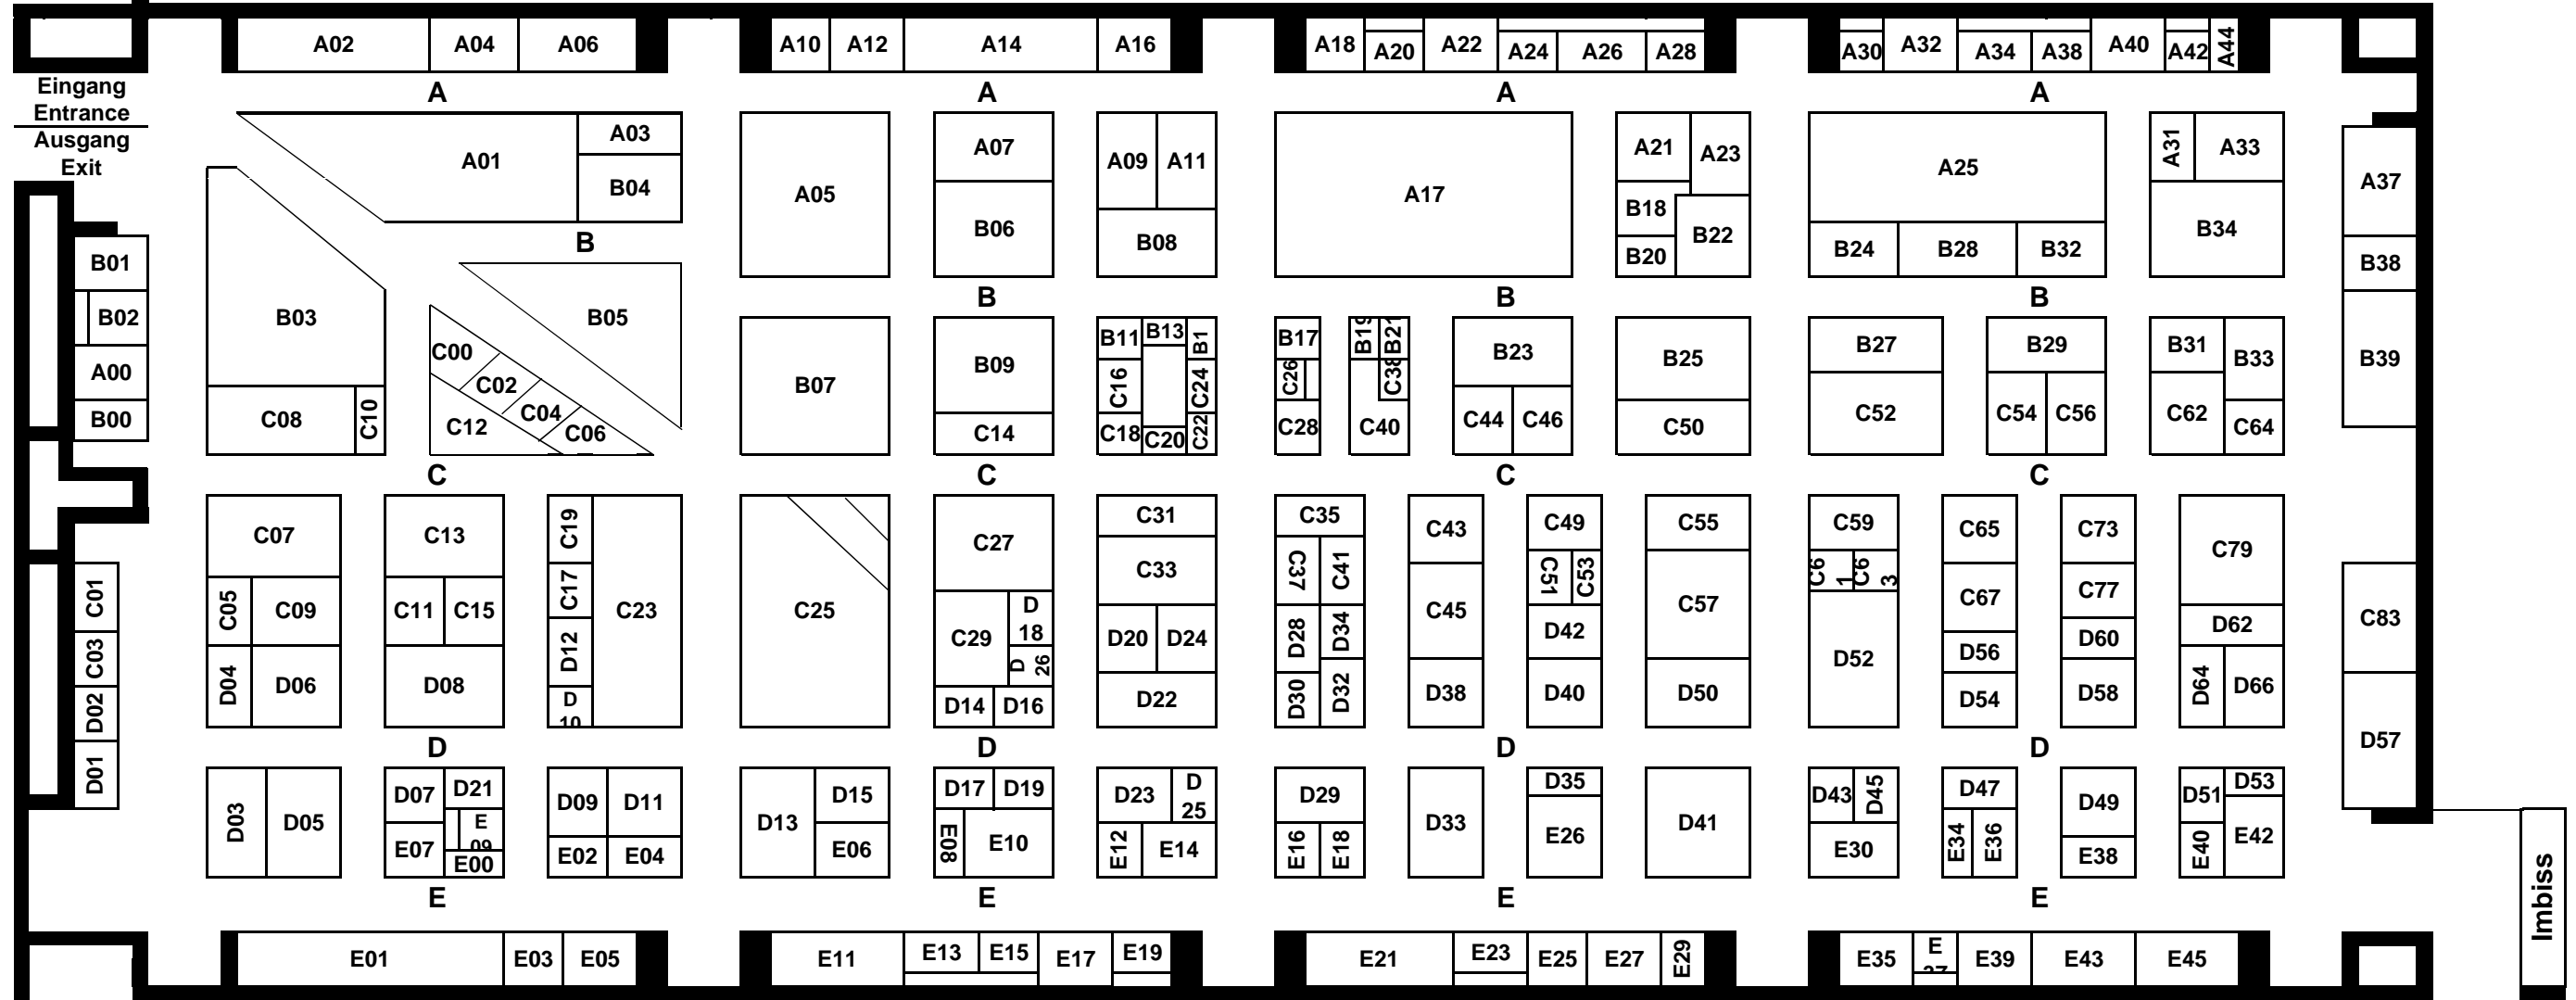 A02 A04 A06 A10 A12 A14 A16 A18 A20 A22 A24 A26 A28 A30 A32 A34 A38 A40 A42 A44
Eingang
Entrance
Ausgang
Exit
A A A A
A01 A03 A05 A07 A09 A11 A17 A21 A23 A25 A31 A33 A37
B04 B06 B08 B18 B20 B22 B24 B28 B32 B34 B38
B
B01
B02
A00
B00
B B B
B03 B05 B07 B09 B11 B13 B1 B17 B19 B21 B23 B25 B27 B29 B31 B33 B39
C00
C02
C04
C06
C08 C10 C12 C14 C16 C18 C20 C22 C24 C26 C28 C38 C40 C44 C46 C50 C52 C54 C56 C62 C64
C C C C
C07 C13 C19 C27 C31 C35 C43 C49 C55 C59 C65 C73 C79
C01 C05 C09 C11 C15 C17 C23 C25 C29 C33 C37 C41 C45 C51 C53 C57
C6
1
C6
3
C67 C77 C83
C03
D02
D01
D04 D06 D08 D12
D
10
D14 D16
D
18
D
26
D20 D24 D22 D28 D34 D30 D32 D38 D42 D40 D50 D52 D56 D54 D60 D58 D62 D64 D66 D57
D D D D
D03 D05 D07 D21 D09 D11 D13 D15 D17 D19 D23
D
25
D29 D33 D35 D41 D43 D45 D47 D49 D51 D53
E07
E
09
E00 E02 E04 E06 E08 E10 E12 E14 E16 E18 E26 E30 E34 E36 E38 E40 E42
E E E E
E01 E03 E05 E11 E13 E15 E17 E19 E21 E23 E25 E27 E29 E35
E
37
E39 E43 E45
Imbiss